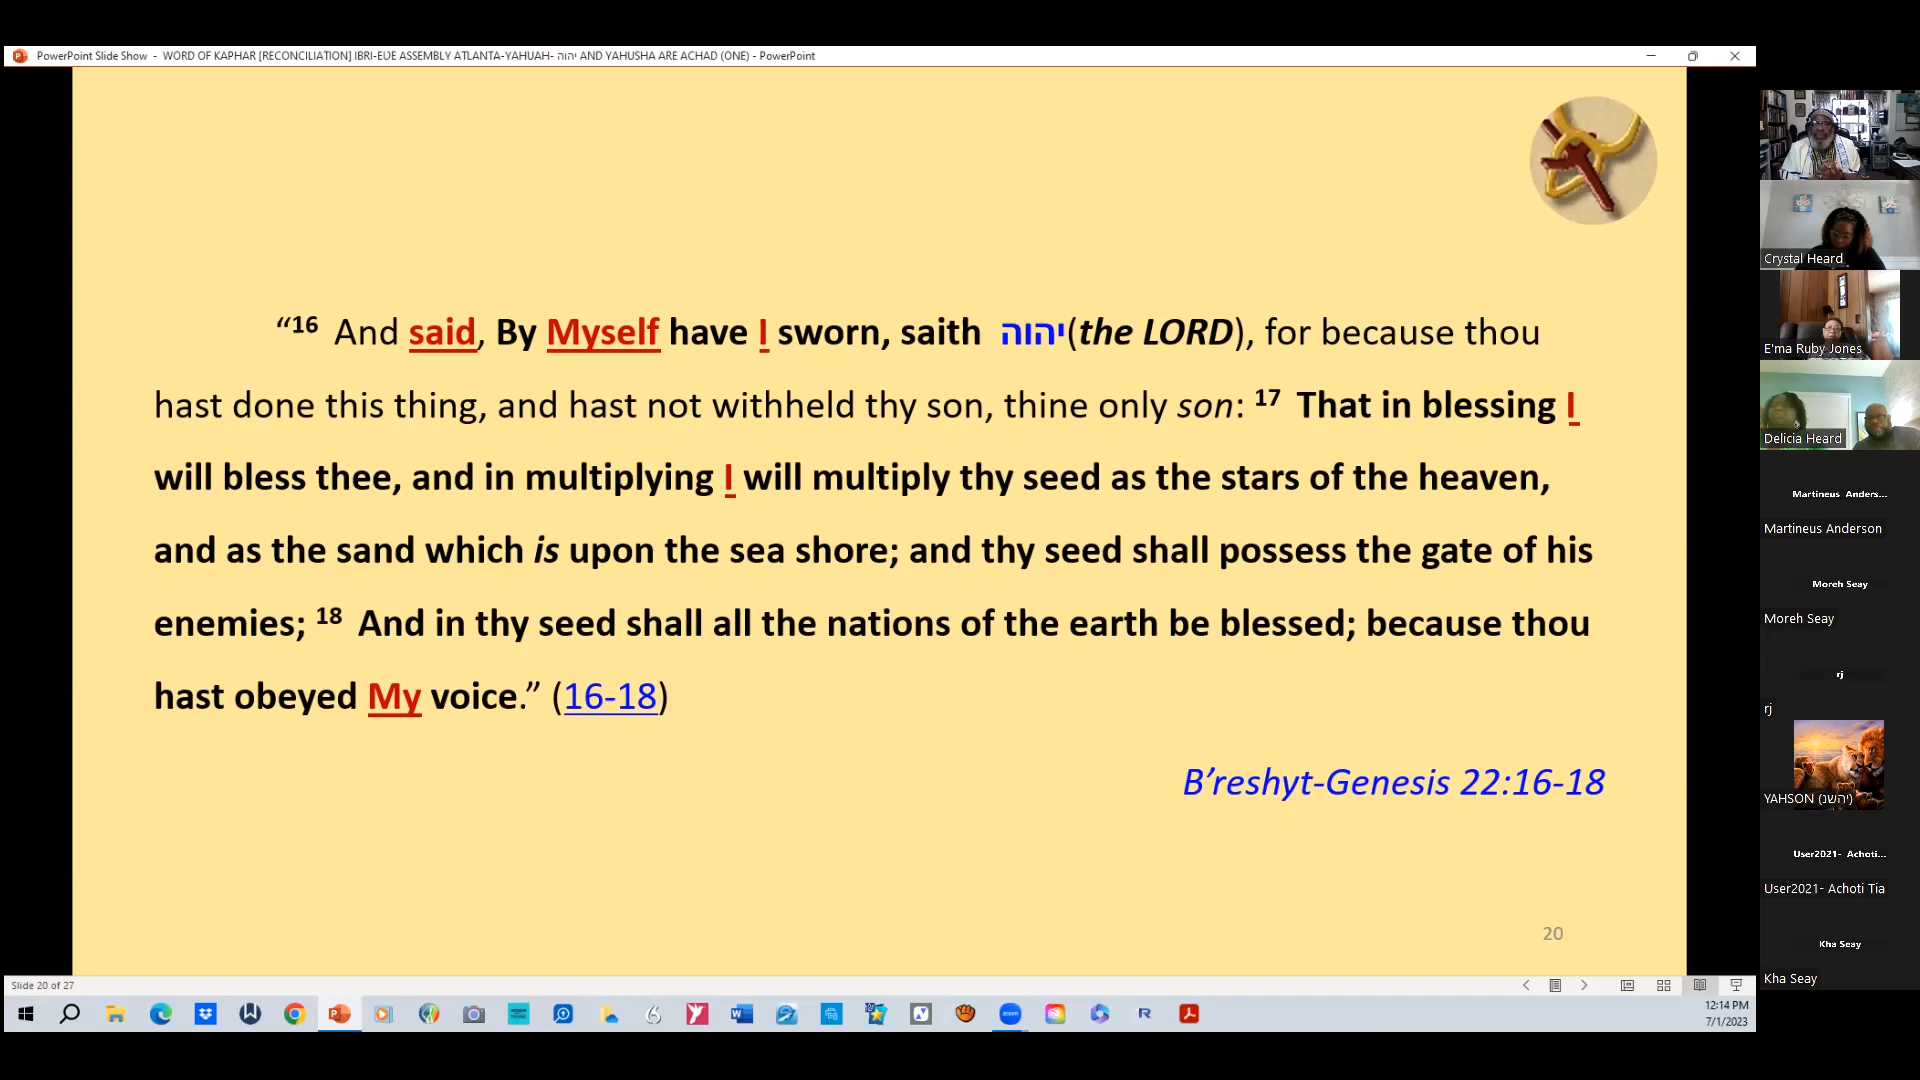 PowerPoint Slide Show - WORD OF KAPHAR [RECONCILIATION] IBRI-EUE ASSEMBLY ATLANTA-YAHUAH- יהוה AND YAHUSHA ARE ACHAD (ONE) - PowerPoint
“16 And said, By Myself have I sworn, saith יהוה(the LORD), for because thou
hast done this thing, and hast not withheld thy son, thine only son: 17 That in blessing I
will bless thee, and in multiplying I will multiply thy seed as the stars of the heaven,
and as the sand which is upon the sea shore; and thy seed shall possess the gate of his
enemies; 18 And in thy seed shall all the nations of the earth be blessed; because thou
hast obeyed My voice.” (16-18)
B’reshyt-Genesis 22:16-18
20
Slide 20 of 27
zoom
12:14 PM
7/1/2023
Crystal Heard
E'ma Ruby Jones
Delicia Heard
Martineus Anders...
Martineus Anderson
Moreh Seay
Moreh Seay
rj
rj
YAHSON (יהשנ)
User2021- Achoti...
User2021- Achoti Tia
Kha Seay
Kha Seay